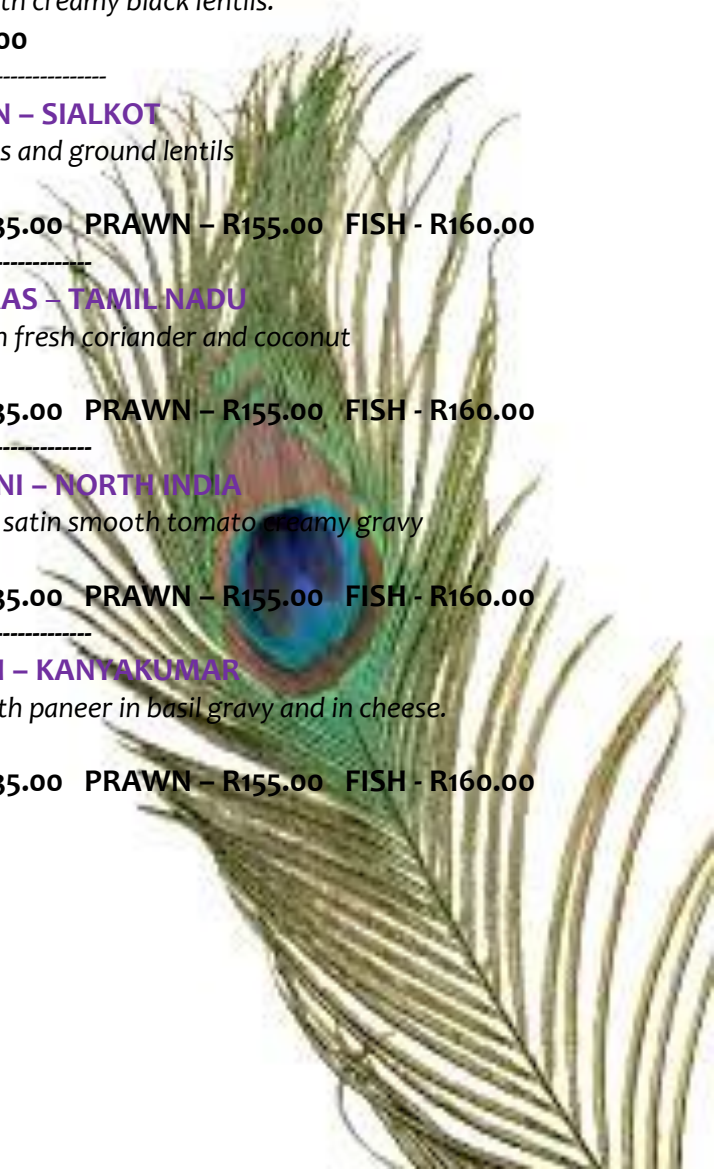 th creamy black lentils.
00
---------------
N – SIALKOT
s and ground lentils
35.00 PRAWN – R155.00 FISH - R160.00
-------------
AS – TAMIL NADU
n fresh coriander and coconut
35.00 PRAWN – R155.00 FISH - R160.00
-------------
NI – NORTH INDIA
satin smooth tomato creamy gravy
35.00 PRAWN – R155.00 FISH - R160.00
-------------
– KANYAKUMAR
th paneer in basil gravy and in cheese.
35.00 PRAWN – R155.00 FISH - R160.00